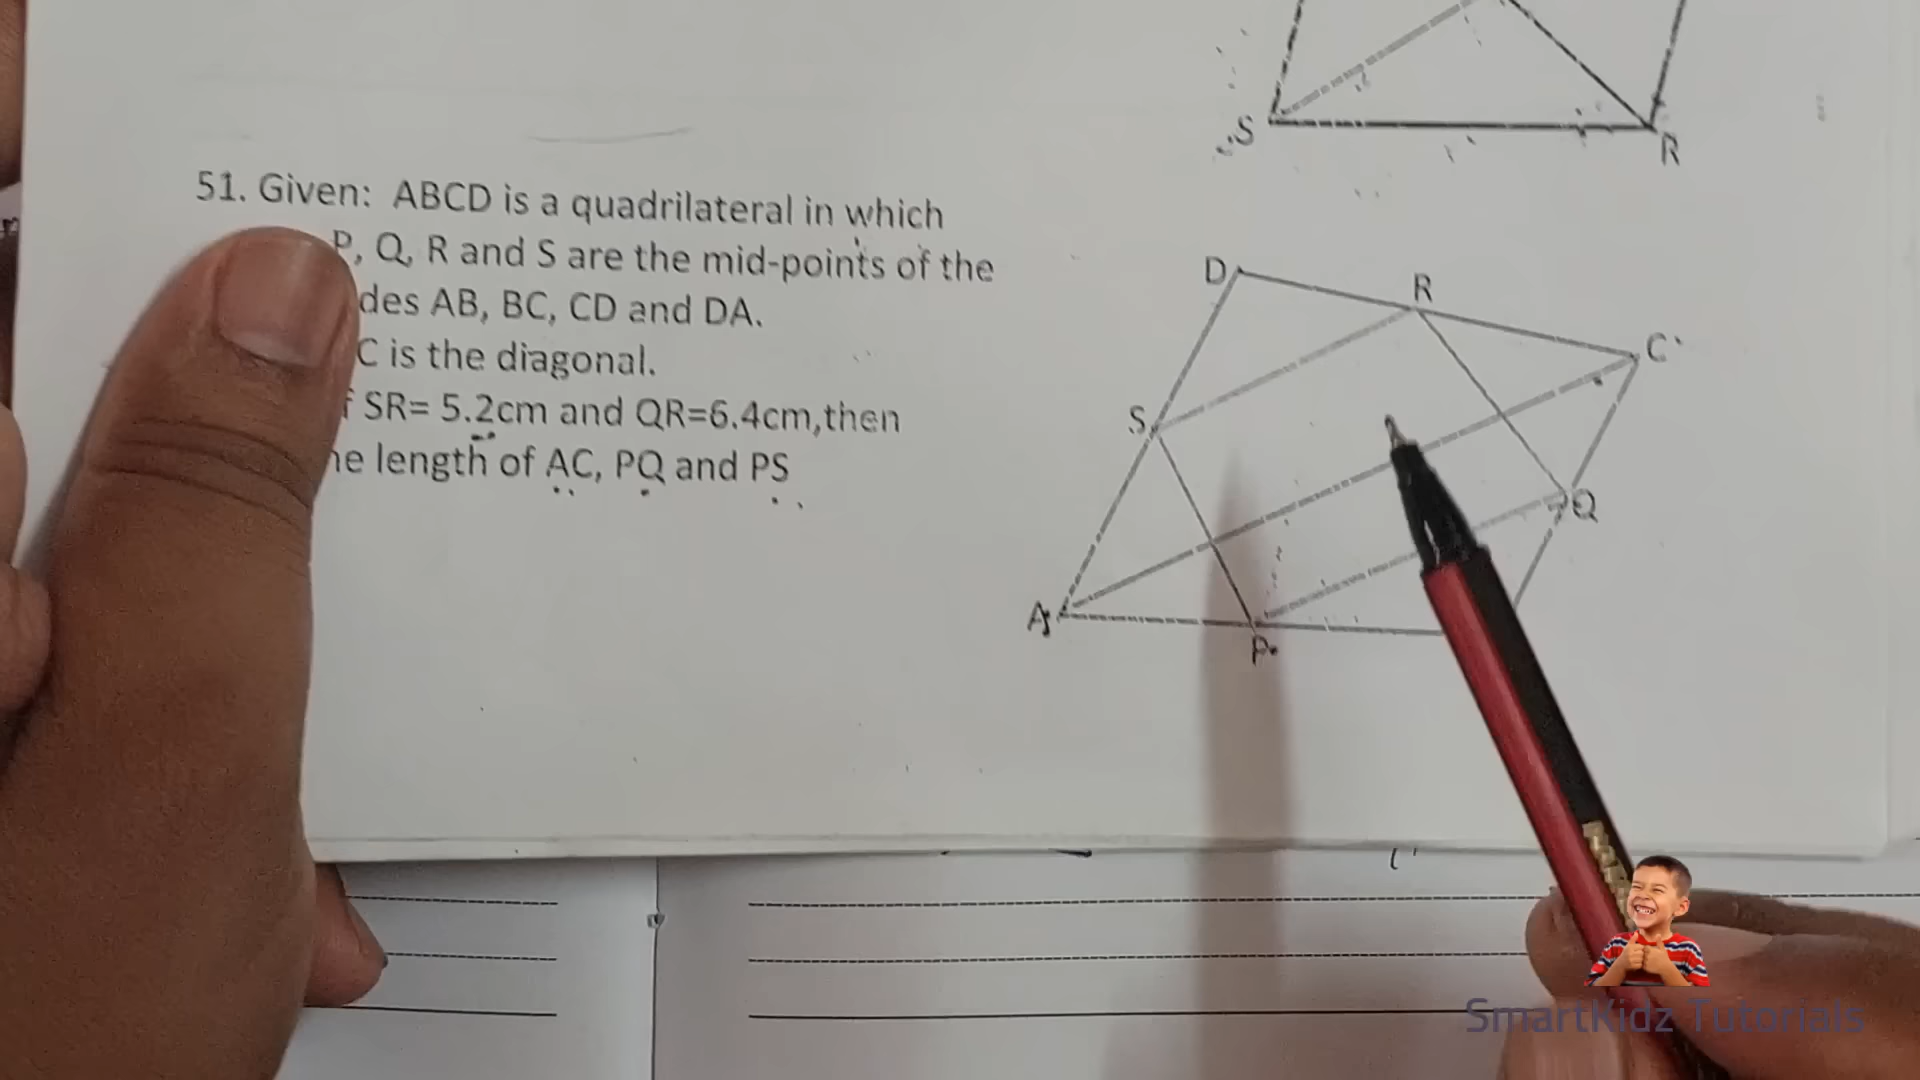 S
R
51. Given: ABCD is a quadrilateral in which
P, Q, R and S are the mid-points of the
des AB, BC, CD and DA.
C is the diagonal.
f SR= 5.2cm and QR=6.4cm,then
he length of AC, PQ and PS
D
R
C
S
Q
A
P
SmartKidz Tutorials